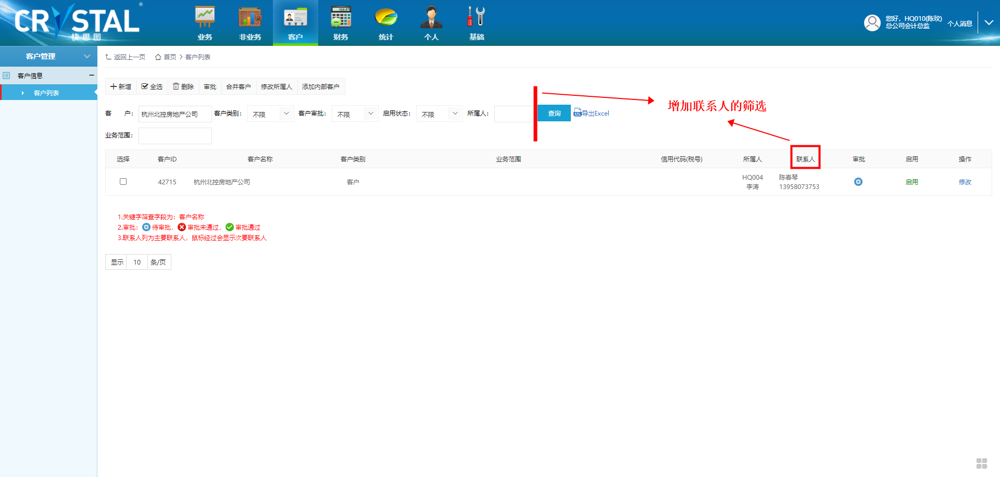 CRYSTAL®
快思图
业务
非业务
客户
财务
统计
个人
基础
您好，HQ010(陈玟)
总公司会计总监
个人消息
客户管理
返回上一页 首页 > 客户列表
客户信息
客户列表
新增 全选 删除 审批 合并客户 修改所属人 添加内部客户
增加联系人的筛选
客 户： 杭州北控房地产公司 客户类别： 不限 客户审批： 不限 启用状态： 不限 所属人： 查询 导出Excel
业务范围：
选择 客户ID 客户名称 客户类别 业务范围 信用代码(税号) 所属人 联系人 审批 启用 操作
42715 杭州北控房地产公司 客户 HQ004 李涛 陈春琴 13958073753 启用 修改
1.关键字筛查字段为：客户名称
2.审批： 待审批， 审批未通过， 审批通过
3.联系人列为主要联系人，鼠标经过会显示次要联系人
显示 10 条/页